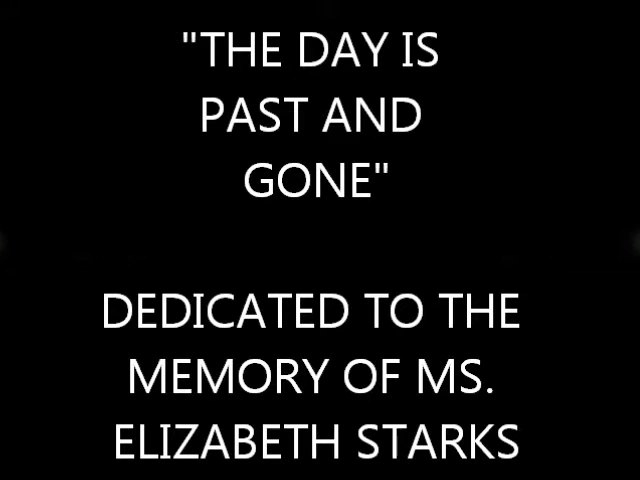 "THE DAY IS
PAST AND
GONE"
DEDICATED TO THE
MEMORY OF MS.
ELIZABETH STARKS